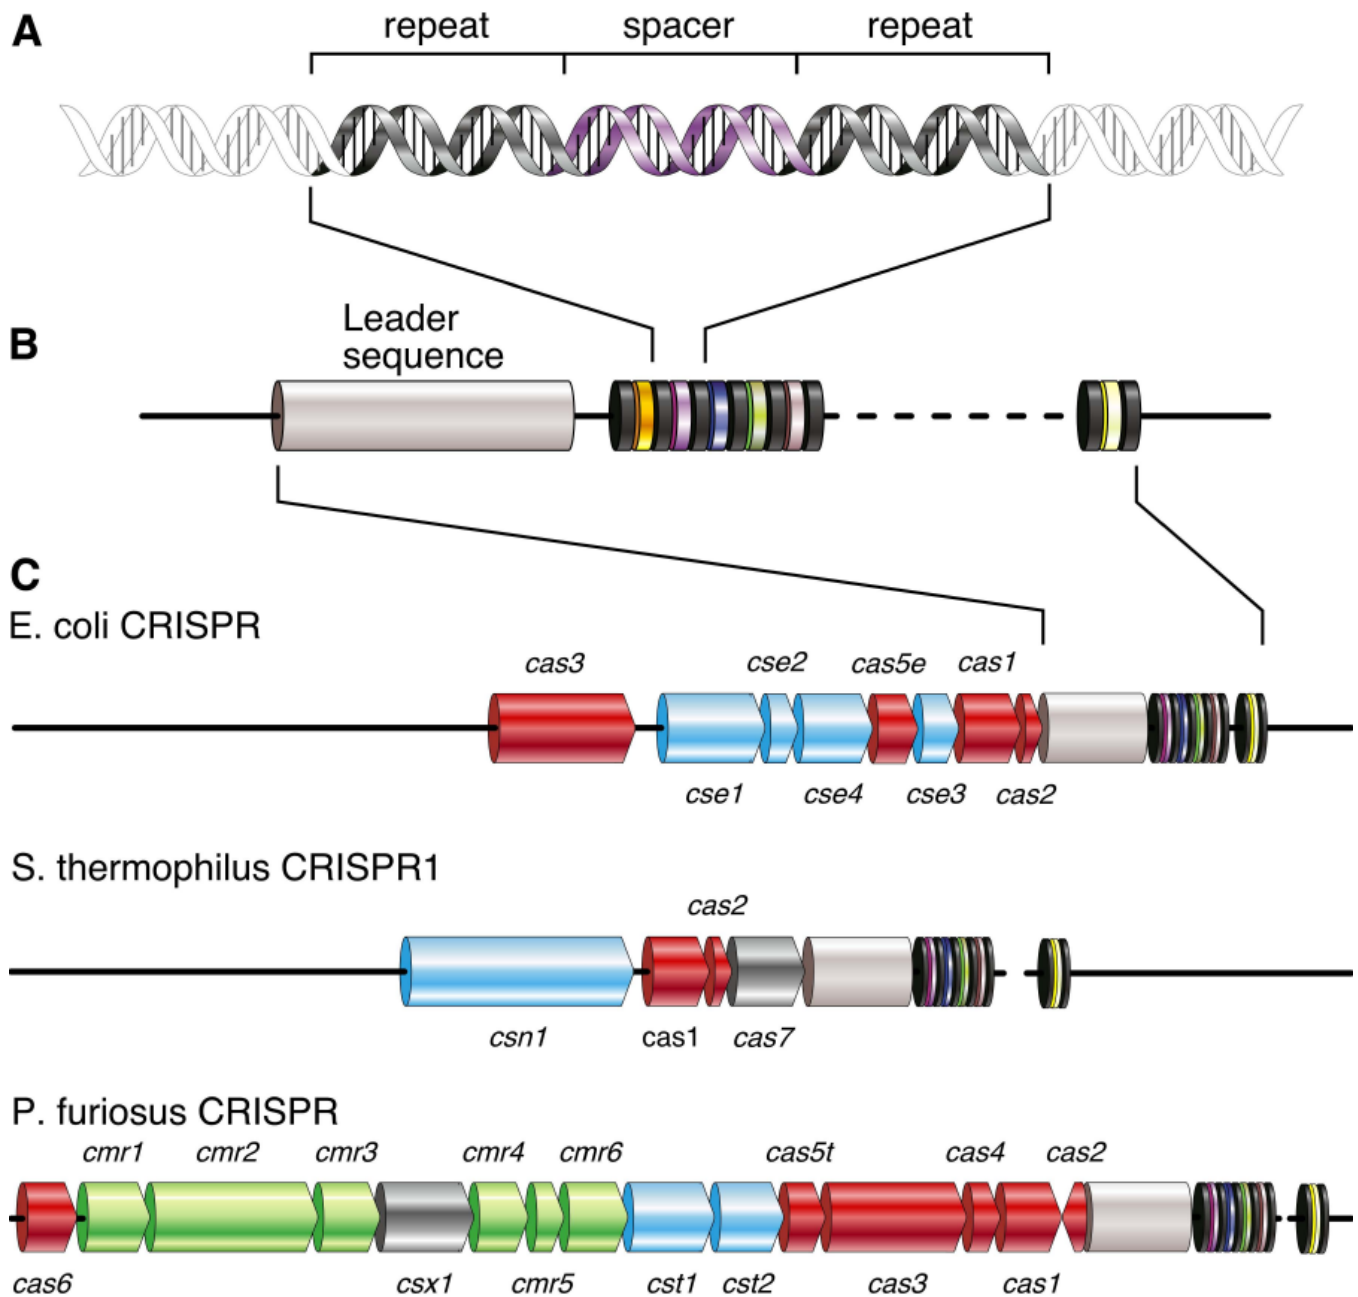 A
repeat spacer repeat
B
Leader
sequence
C
E. coli CRISPR
cas3 cse2 cas5e cas1
cse1 cse4 cse3 cas2
S. thermophilus CRISPR1
cas2
csn1 cas1 cas7
P. furiosus CRISPR
cmr1 cmr2 cmr3 cmr4 cmr6 cas5t cas4 cas2
cas6 csx1 cmr5 cst1 cst2 cas3 cas1